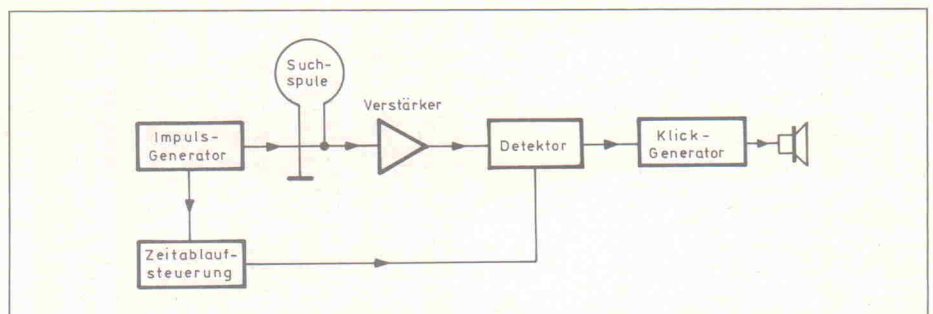 Such-
spule
Verstärker
Impuls-
Generator
Detektor
Klick-
Generator
Zeitablauf-
steuerung